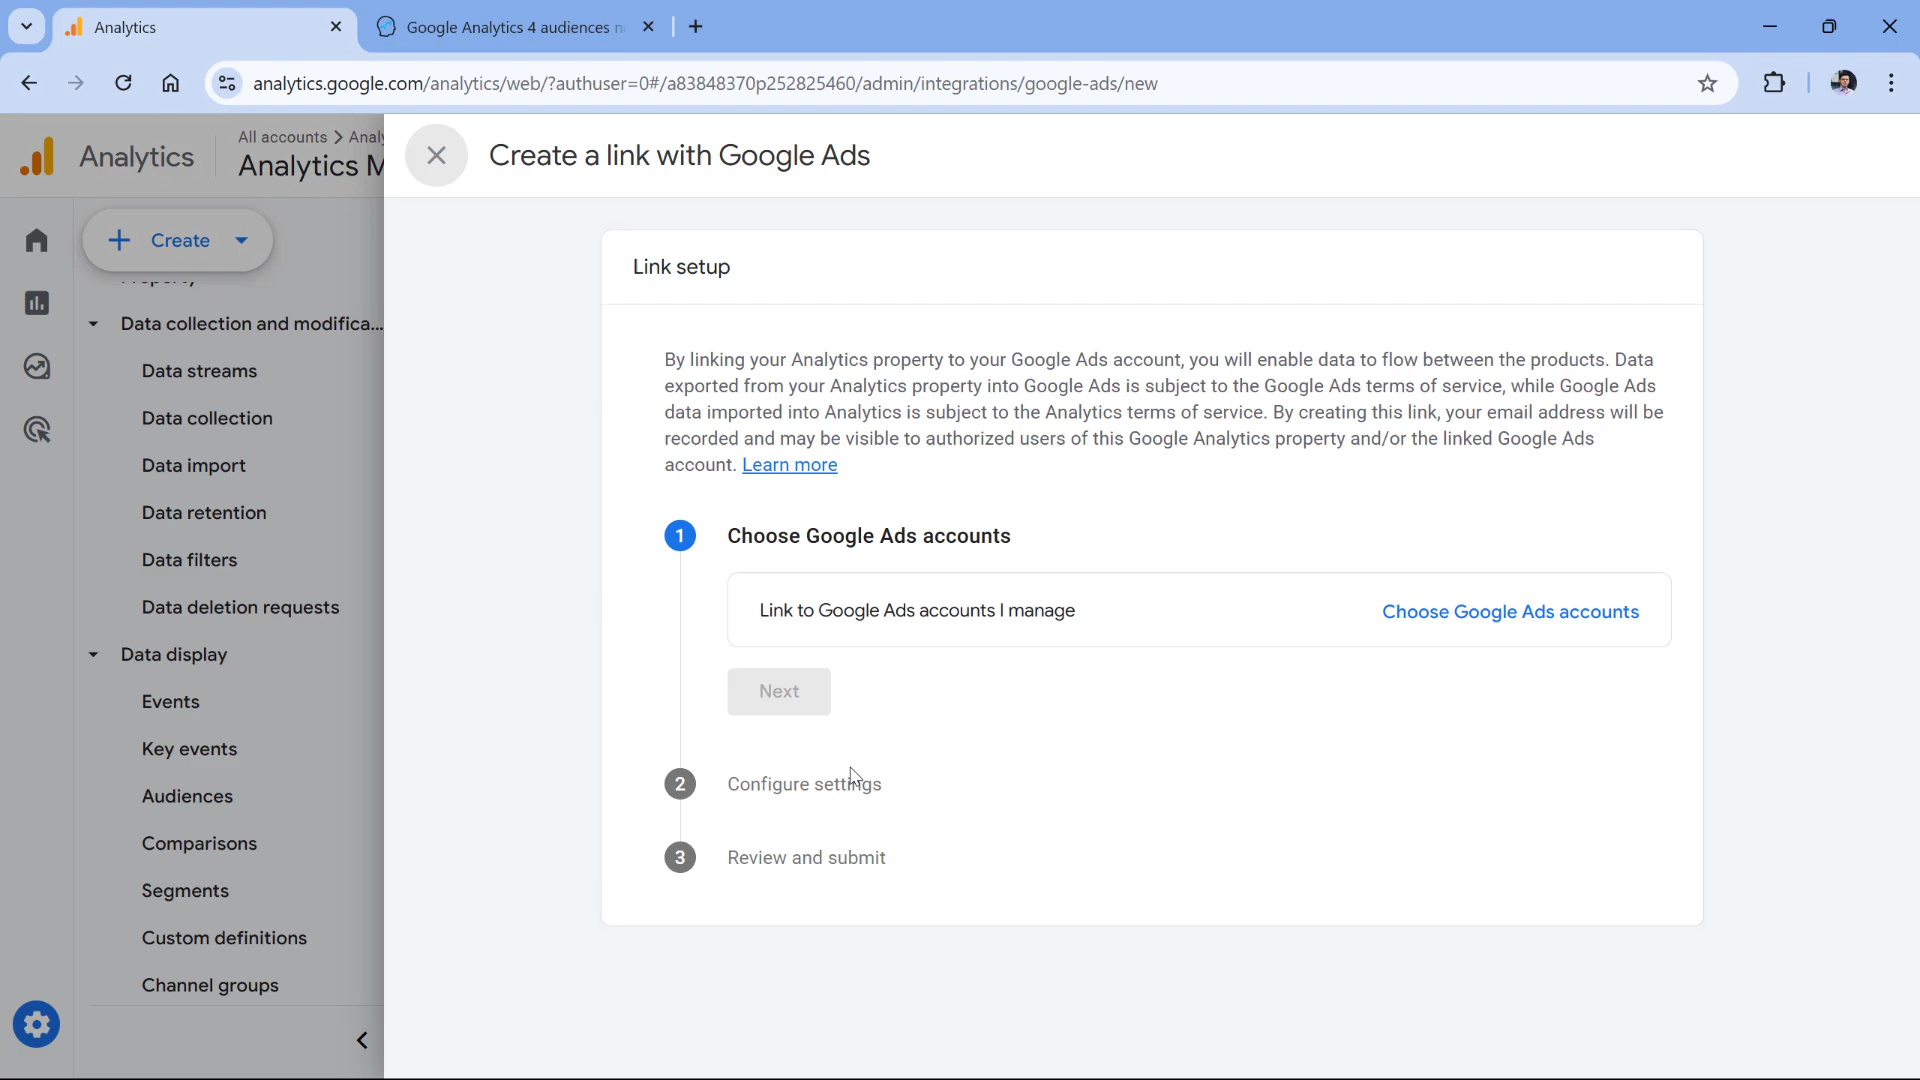 Analytics
Google Analytics 4 audiences
analytics.google.com/analytics/web/?authuser=0#/a83848370p252825460/admin/integrations/google-ads/new
Analytics
All accounts > Analy
Analytics M
Create a link with Google Ads
Create
Property
Data collection and modifica...
Data streams
Data collection
Data import
Data retention
Data filters
Data deletion requests
Data display
Events
Key events
Audiences
Comparisons
Segments
Custom definitions
Channel groups
Link setup
By linking your Analytics property to your Google Ads account, you will enable data to flow between the products. Data
exported from your Analytics property into Google Ads is subject to the Google Ads terms of service, while Google Ads
data imported into Analytics is subject to the Analytics terms of service. By creating this link, your email address will be
recorded and may be visible to authorized users of this Google Analytics property and/or the linked Google Ads
account. Learn more
1 Choose Google Ads accounts
Link to Google Ads accounts I manage
Choose Google Ads accounts
Next
2 Configure settings
3 Review and submit